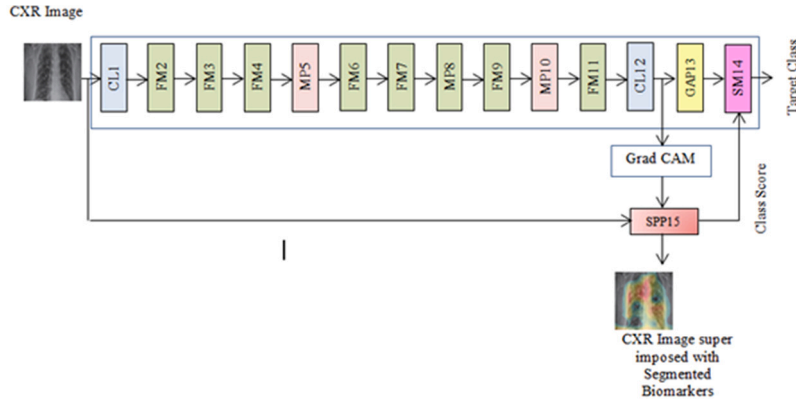 CXR Image
CL1
FM2
FM3
FM4
MP5
FM6
FM7
MP8
FM9
MP10
FM11
CL12
GAP13
SM14
Target Class
Grad CAM
Class Score
SPP15
CXR Image super
imposed with
Segmented
Biomarkers